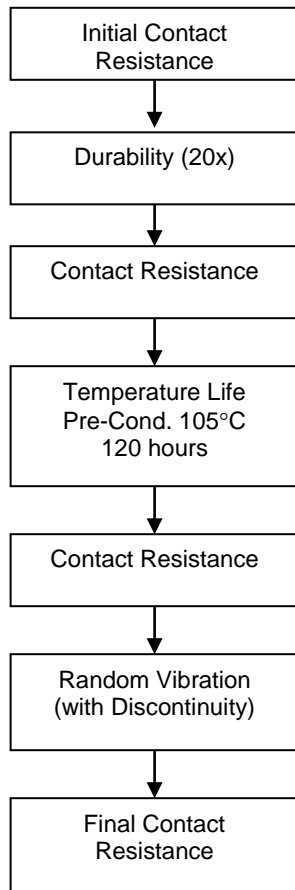 Initial Contact
Resistance
Durability (20x)
Contact Resistance
Temperature Life
Pre-Cond. 105°C
120 hours
Contact Resistance
Random Vibration
(with Discontinuity)
Final Contact
Resistance